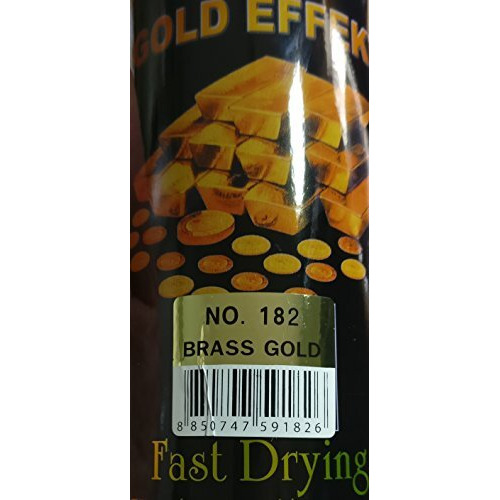 GOLD EFFEK
NO. 182
BRASS GOLD
8 850747 591826
Fast Drying